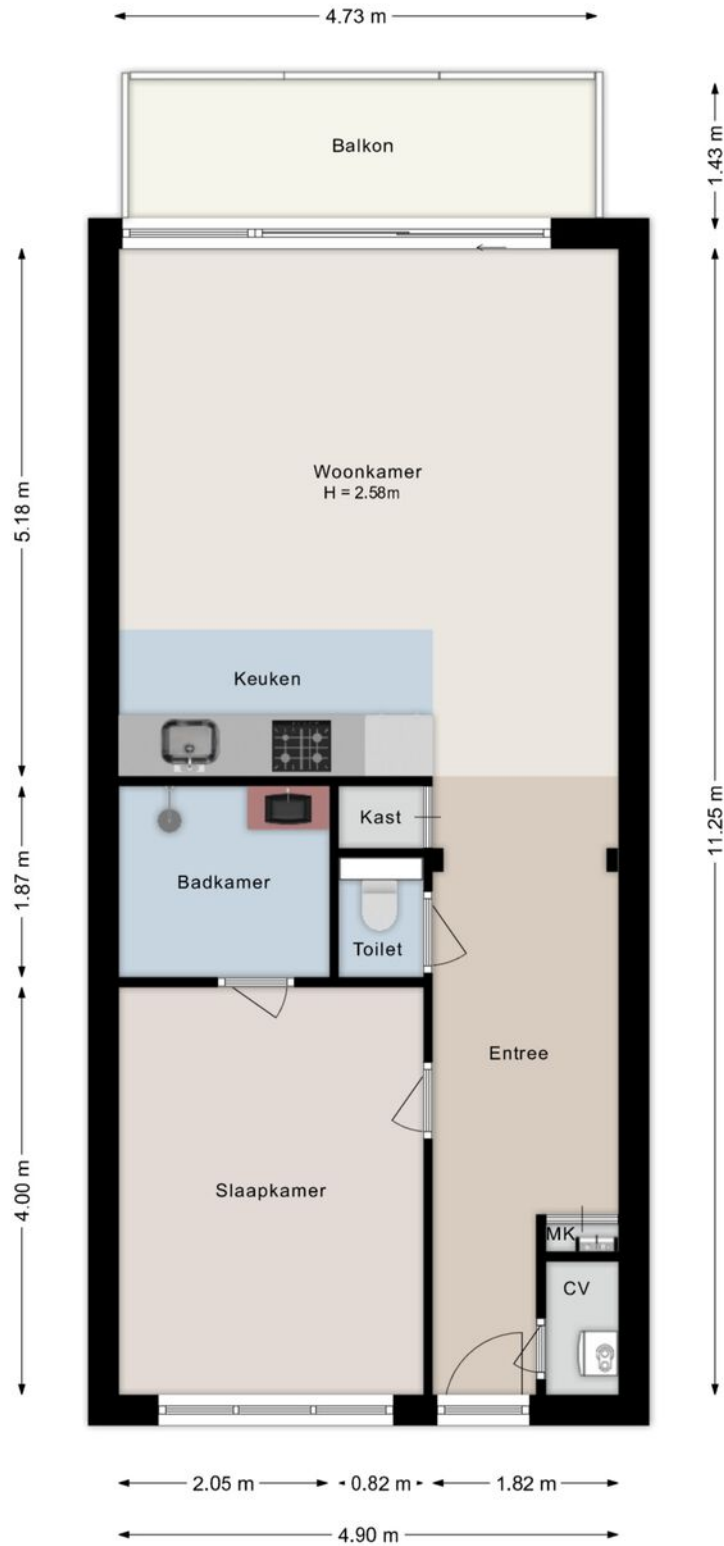 4.73 m
Balkon
1.43 m
Woonkamer
H = 2.58m
5.18 m
Keuken
Kast
11.25 m
Badkamer
1.87 m
Toilet
Entree
Slaapkamer
4.00 m
MK
CV
2.05 m
0.82 m
1.82 m
4.90 m